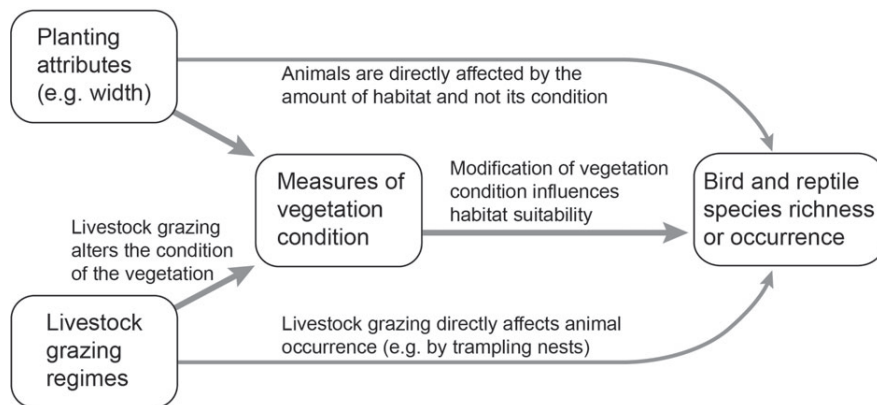 Planting
attributes
(e.g. width)
Animals are directly affected by the
amount of habitat and not its condition
Measures of
vegetation
condition
Modification of vegetation
condition influences
habitat suitability
Bird and reptile
species richness
or occurrence
Livestock grazing
alters the condition
of the vegetation
Livestock
grazing
regimes
Livestock grazing directly affects animal
occurrence (e.g. by trampling nests)